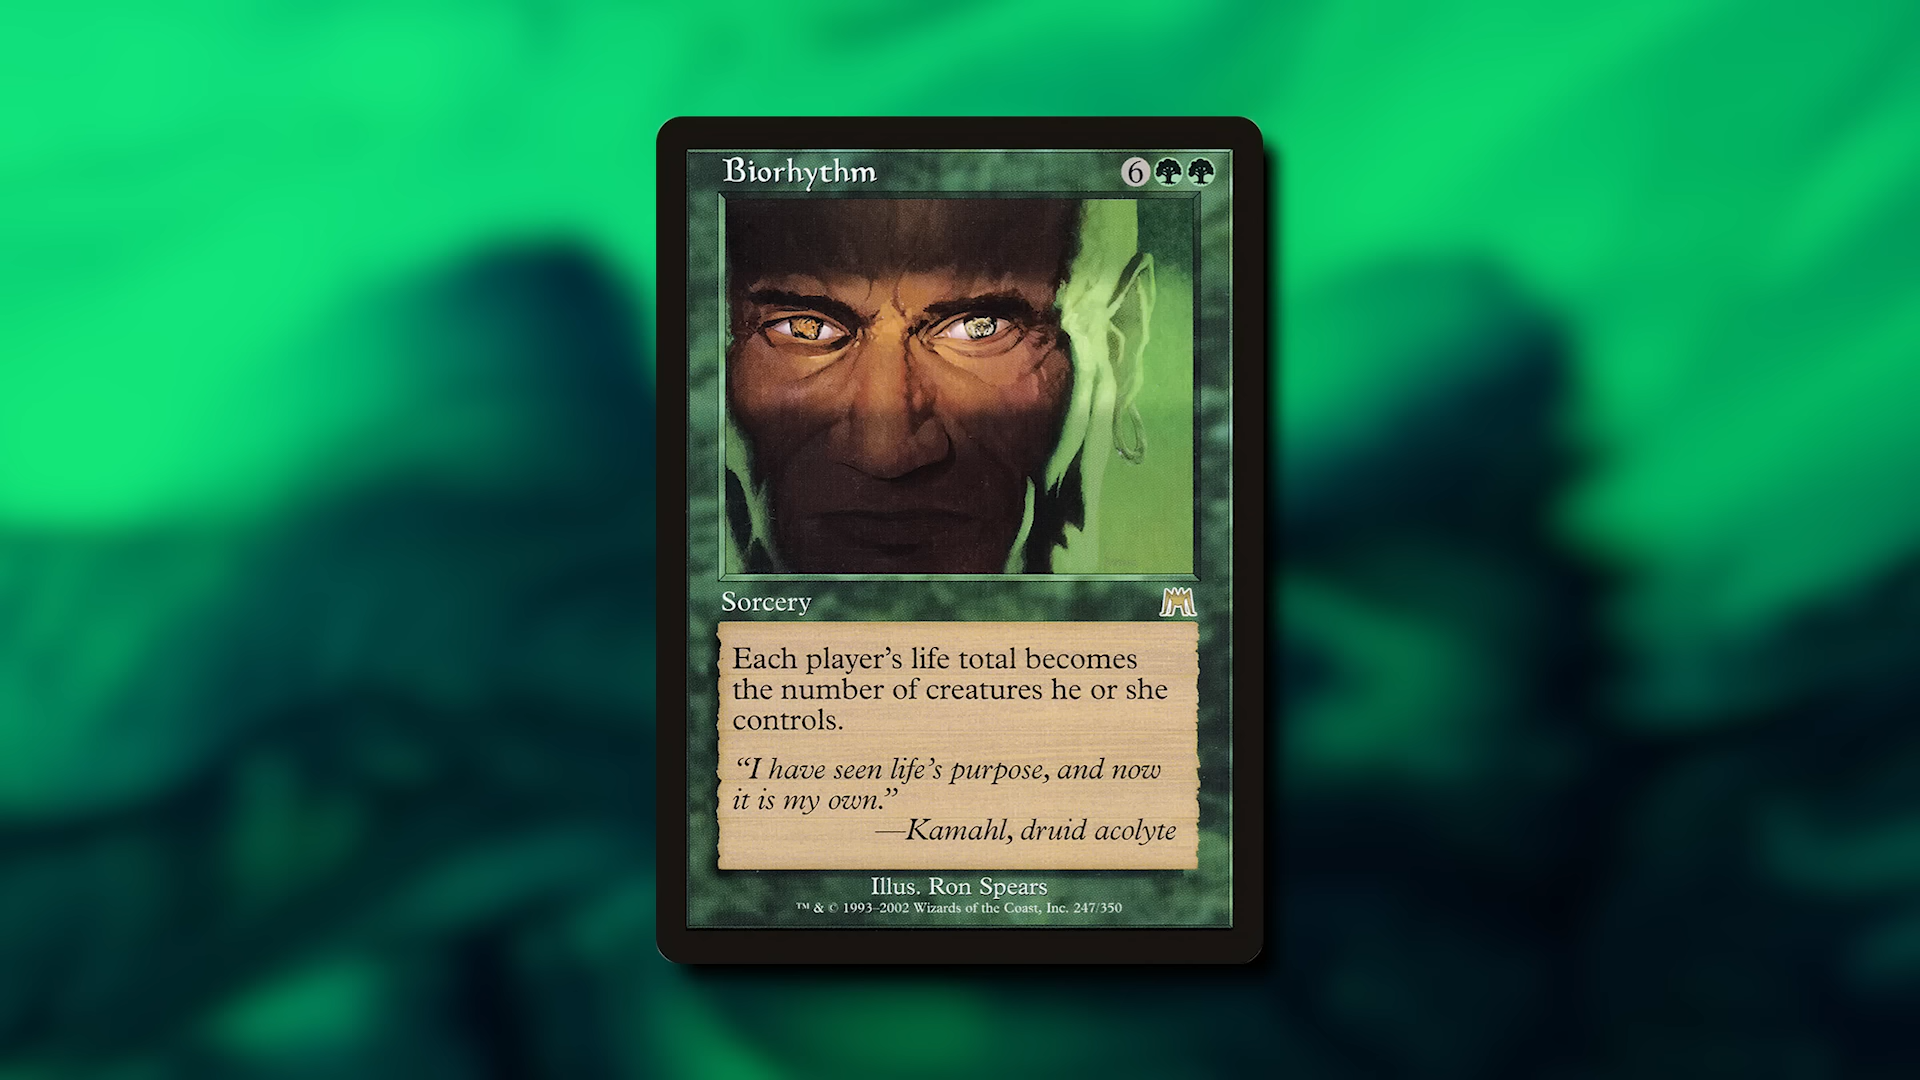 Biorhythm 6
Sorcery
Each player's life total becomes
the number of creatures he or she
controls.
“I have seen life's purpose, and now
it is my own.”
—Kamahl, druid acolyte
Illus. Ron Spears
™ & © 1993–2002 Wizards of the Coast, Inc. 247/350